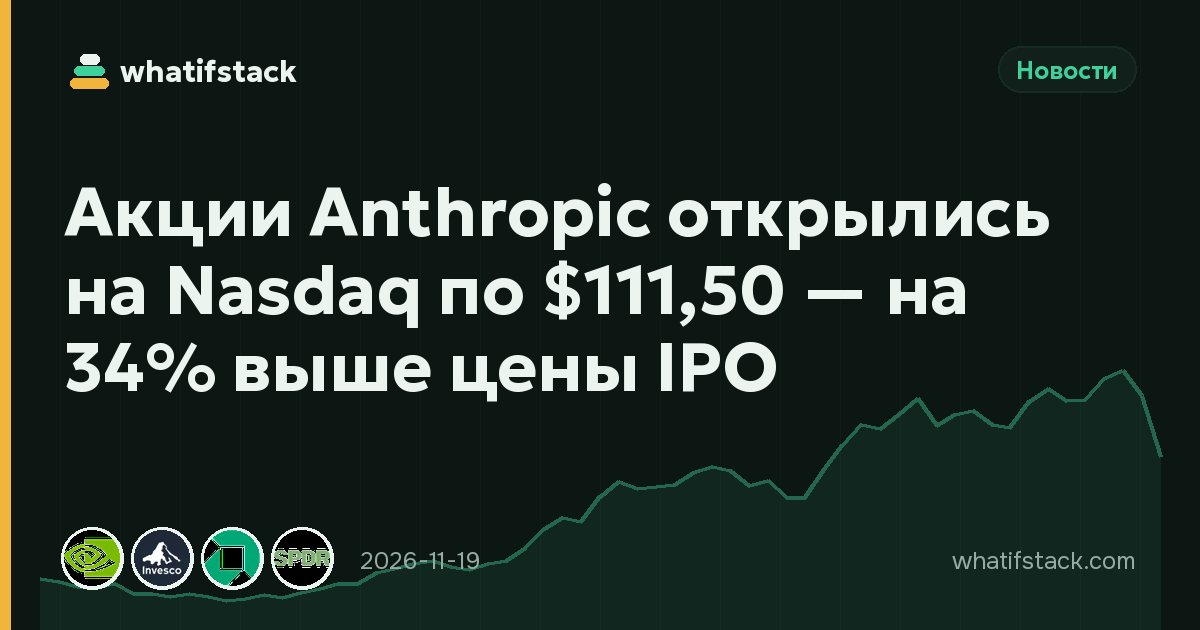 whatifstack
Новости
Акции Anthropic открылись
на Nasdaq по $111,50 — на
34% выше цены IPO
Invesco
SPDR
2026-11-19
whatifstack.com